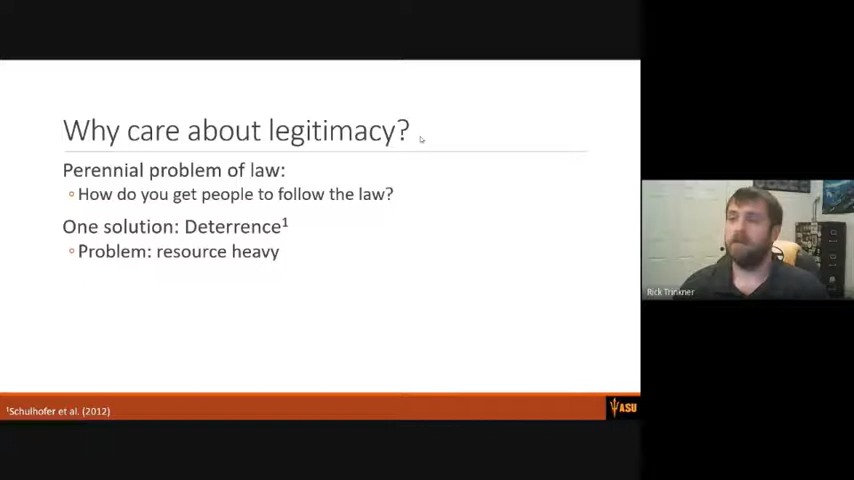 Why care about legitimacy?
Perennial problem of law:
◦How do you get people to follow the law?
One solution: Deterrence¹
◦Problem: resource heavy
¹Schulhofer et al. (2012)
ASU
Rick Trinkner